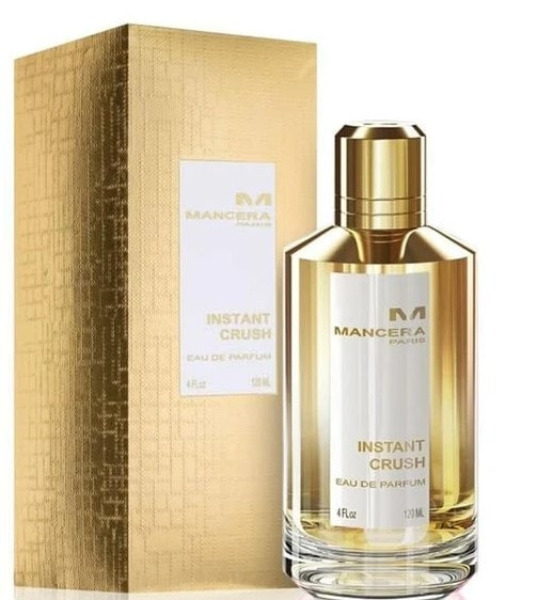 M
MANCERA
PARIS
INSTANT
CRUSH
EAU DE PARFUM
4 FL.oz 120 ML
M
MANCERA
PARIS
INSTANT
CRUSH
EAU DE PARFUM
4 FL.oz 120 ML